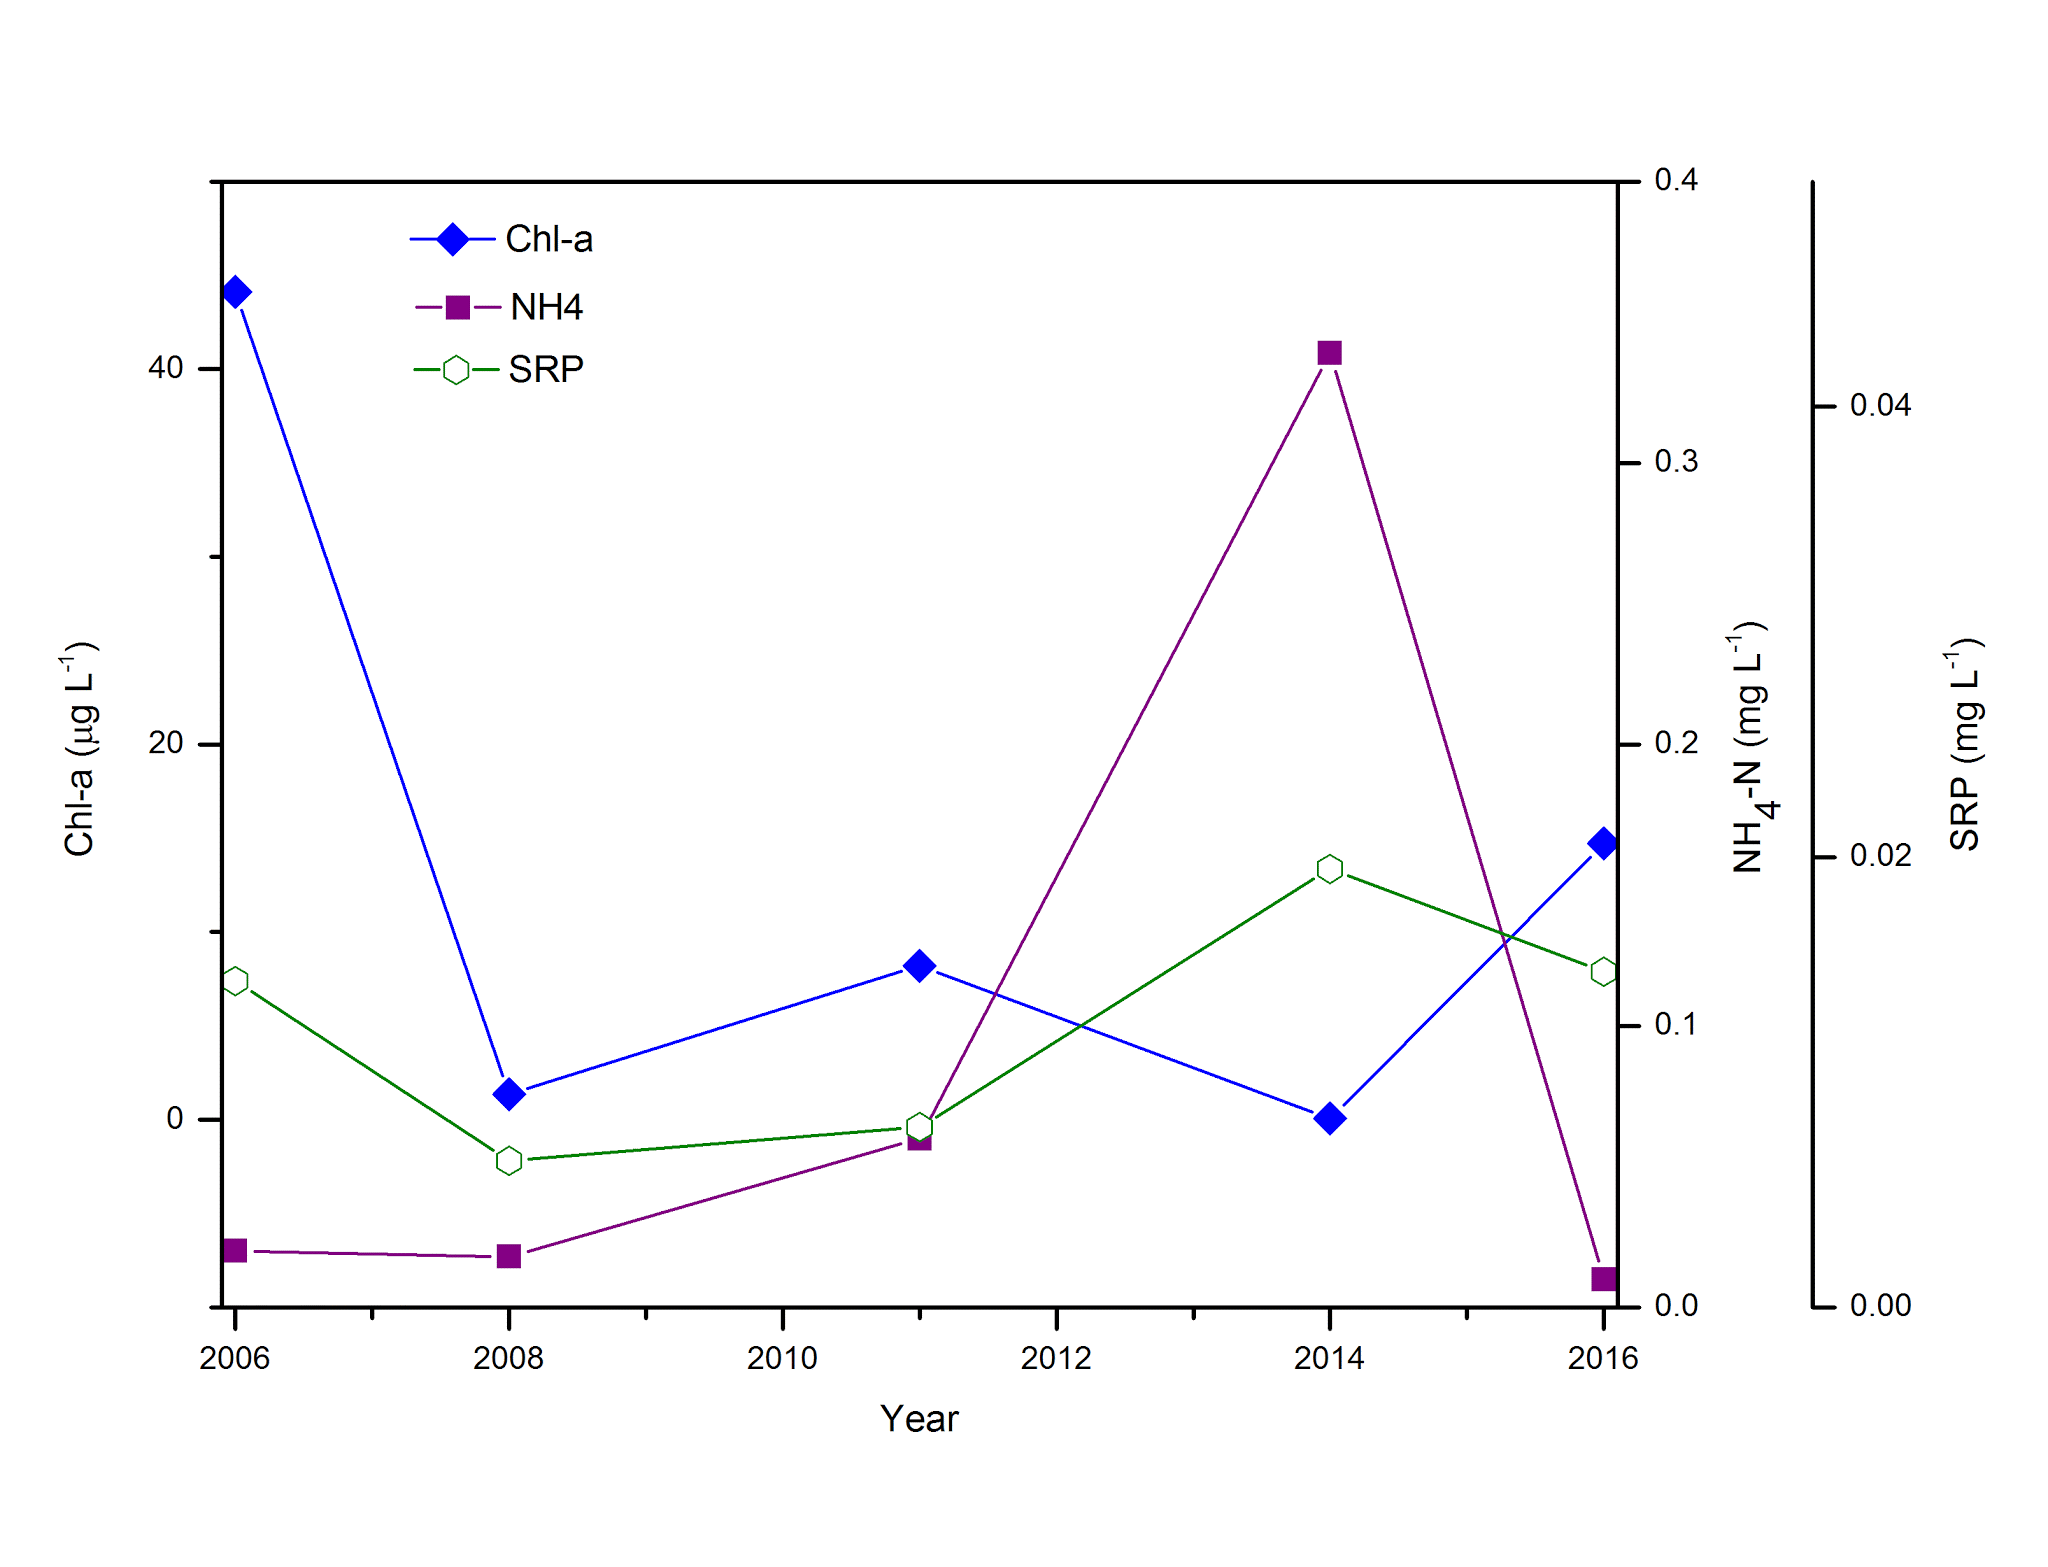 Chl-a
NH4
SRP
40
20
0
Chl-a (µg L⁻¹)
0.4
0.3
0.2
0.1
0.0
NH₄-N (mg L⁻¹)
0.04
0.02
0.00
SRP (mg L⁻¹)
2006 2008 2010 2012 2014 2016
Year